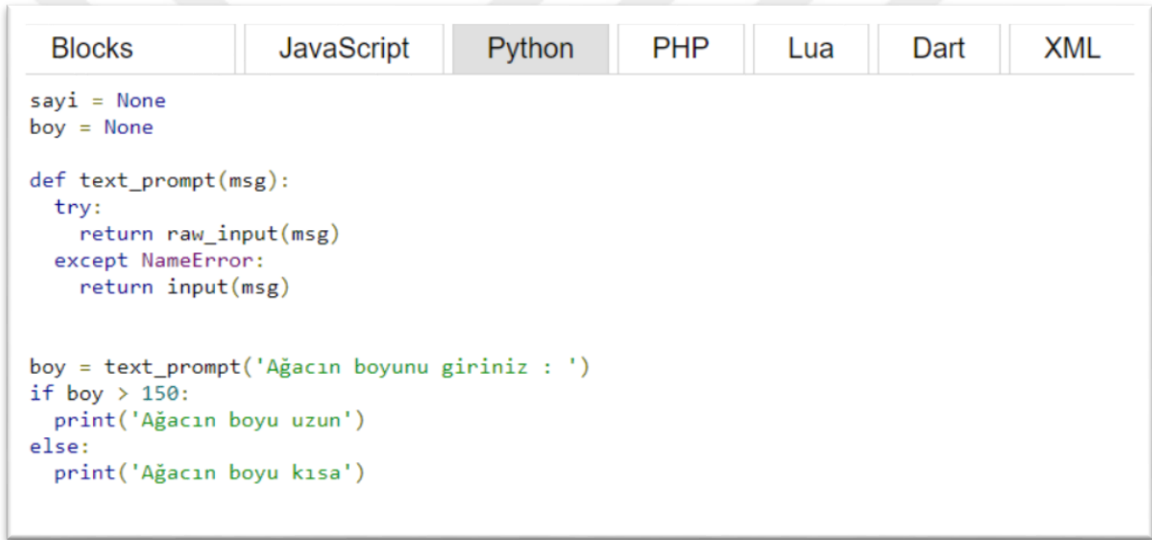 Blocks JavaScript Python PHP Lua Dart XML
sayi = None
boy = None
def text_prompt(msg):
  try:
    return raw_input(msg)
  except NameError:
    return input(msg)
boy = text_prompt('Ağacın boyunu giriniz : ')
if boy > 150:
  print('Ağacın boyu uzun')
else:
  print('Ağacın boyu kısa')